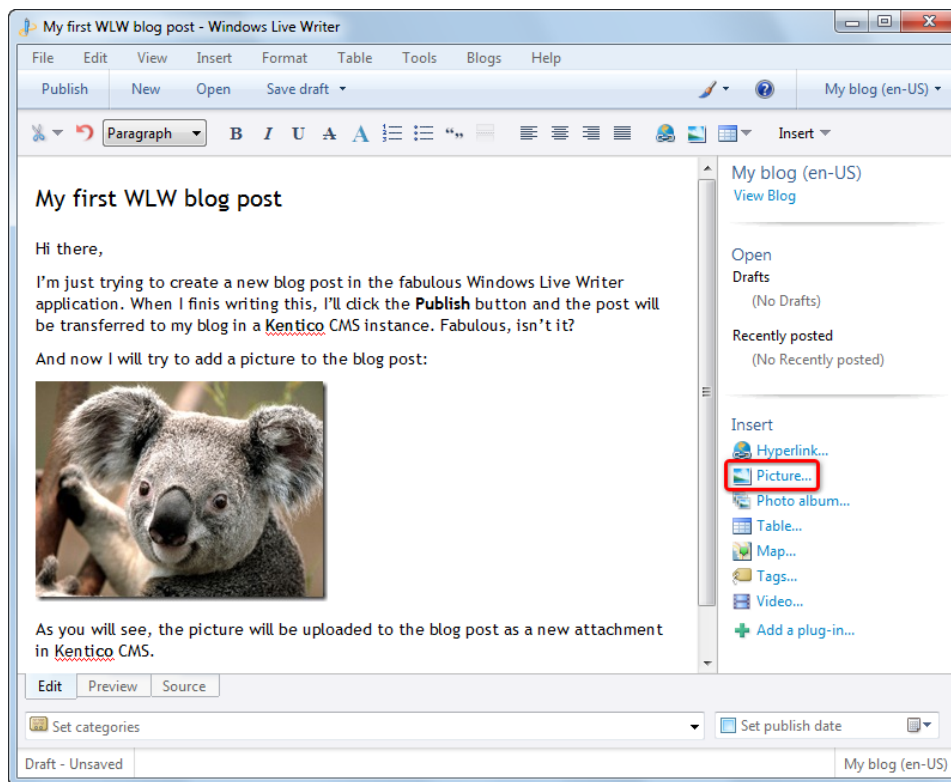 My first WLW blog post - Windows Live Writer
File Edit View Insert Format Table Tools Blogs Help
Publish New Open Save draft My blog (en-US)
Paragraph B I U A A Insert
My first WLW blog post
Hi there,
I'm just trying to create a new blog post in the fabulous Windows Live Writer
application. When I finis writing this, I'll click the Publish button and the post will
be transferred to my blog in a Kentico CMS instance. Fabulous, isn't it?
And now I will try to add a picture to the blog post:
As you will see, the picture will be uploaded to the blog post as a new attachment
in Kentico CMS.
My blog (en-US)
View Blog
Open
Drafts
(No Drafts)
Recently posted
(No Recently posted)
Insert
Hyperlink...
Picture...
Photo album...
Table...
Map...
Tags...
Video...
Add a plug-in...
Edit Preview Source
Set categories
Set publish date
Draft - Unsaved
My blog (en-US)